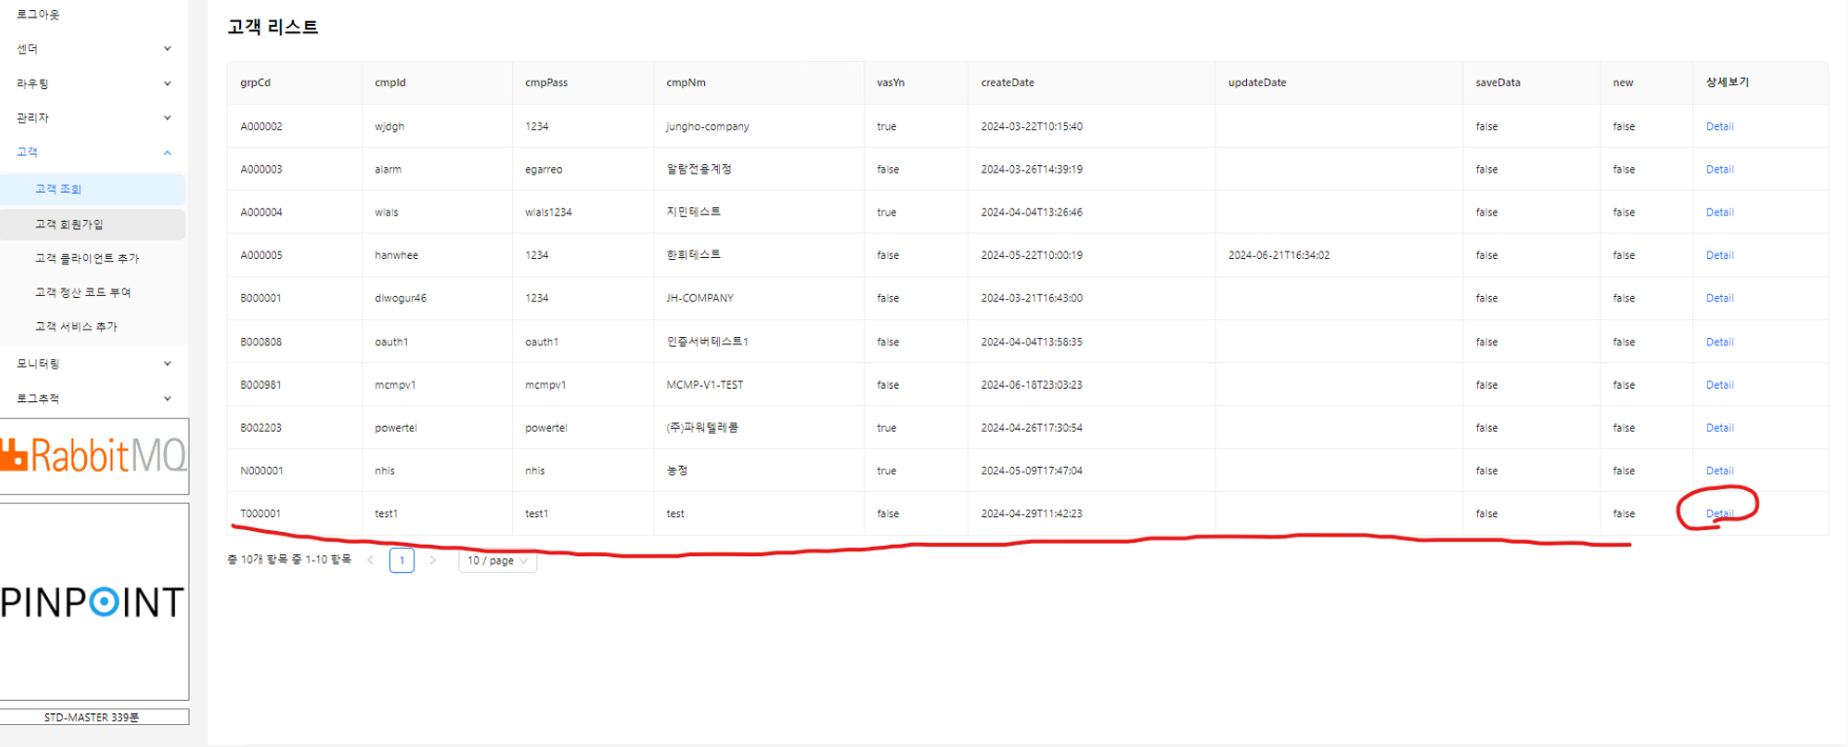 로그아웃
센더
라우팅
관리자
고객
고객 조회
고객 회원가입
고객 클라이언트 추가
고객 정산 코드 부여
고객 서비스 추가
모니터링
로그추적
RabbitMQ
PINPOINT
STD-MASTER 339분
고객 리스트
grpCd cmpId cmpPass cmpNm vasYn createDate updateDate saveData new 상세보기
A000002 wjdgh 1234 jungho-company true 2024-03-22T10:15:40 false false Detail
A000003 alarm egarreo 알람전용계정 false 2024-03-26T14:39:19 false false Detail
A000004 wials wials1234 지민테스트 true 2024-04-04T13:26:46 false false Detail
A000005 hanwhee 1234 한휘테스트 false 2024-05-22T10:00:19 2024-06-21T16:34:02 false false Detail
B000001 dlwogur46 1234 JH-COMPANY false 2024-03-21T16:43:00 false false Detail
B000808 oauth1 oauth1 인증서버테스트1 false 2024-04-04T13:58:35 false false Detail
B000981 mcmpv1 mcmpv1 MCMP-V1-TEST false 2024-06-18T23:03:23 false false Detail
B002203 powertel powertel (주)파워텔레콤 true 2024-04-26T17:30:54 false false Detail
N000001 nhis nhis 농정 true 2024-05-09T17:47:04 false false Detail
T000001 test1 test1 test false 2024-04-29T11:42:23 false false Detail
총 10개 항목 중 1-10 항목 < 1 > 10 / page